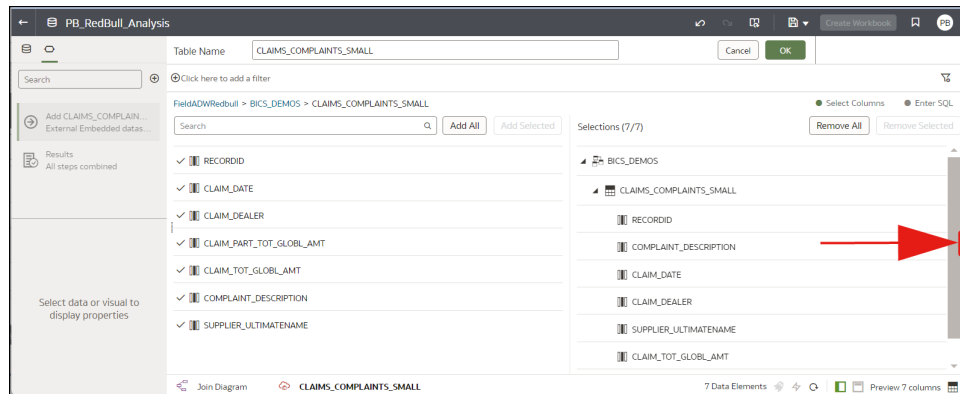 PB_RedBull_Analysis
Create Workbook
PB
Table Name
CLAIMS_COMPLAINTS_SMALL
Cancel
OK
Search
Click here to add a filter
Add CLAIMS_COMPLAIN...
External Embedded datas...
Results
All steps combined
Select data or visual to
display properties
FieldADWRedbull > BICS_DEMOS > CLAIMS_COMPLAINTS_SMALL
Select Columns
Enter SQL
Search
Add All
Add Selected
Selections (7/7)
Remove All
Remove Selected
RECORDID
CLAIM_DATE
CLAIM_DEALER
CLAIM_PART_TOT_GLOBL_AMT
CLAIM_TOT_GLOBL_AMT
COMPLAINT_DESCRIPTION
SUPPLIER_ULTIMATENAME
BICS_DEMOS
CLAIMS_COMPLAINTS_SMALL
RECORDID
COMPLAINT_DESCRIPTION
CLAIM_DATE
CLAIM_DEALER
SUPPLIER_ULTIMATENAME
CLAIM_TOT_GLOBL_AMT
Join Diagram
CLAIMS_COMPLAINTS_SMALL
7 Data Elements
Preview 7 columns